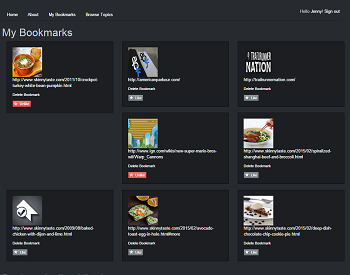 Home About My Bookmarks Browse Topics
Hello Jenny! Sign out
My Bookmarks
http://www.skinnytaste.com/2011/10/crockpot-
turkey-white-bean-pumpkin.html
Delete Bookmark
Unlike
http://americanparkour.com/
Delete Bookmark
Like
TRAILRUNNER
NATION
http://trailrunnernation.com/
Delete Bookmark
Like
http://www.ign.com/wikis/new-super-mario-bros-
wii/Warp_Cannons
Delete Bookmark
Unlike
http://www.skinnytaste.com/2015/02/spiralized-
shanghai-beef-and-broccoli.html
Delete Bookmark
Like
http://www.skinnytaste.com/2009/08/baked-
chicken-with-dijon-and-lime.html
Delete Bookmark
Like
http://www.skinnytaste.com/2015/02/avocado-
toast-egg-in-hole.html#more
Delete Bookmark
Like
http://www.skinnytaste.com/2015/02/deep-dish-
chocolate-chip-cookie-pie.html
Delete Bookmark
Like